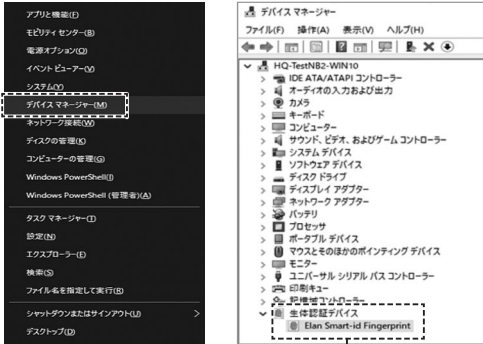 アプリと機能(F)
モビリティ センター(B)
電源オプション(O)
イベント ビューアー(V)
システム(Y)
デバイス マネージャー(M)
ネットワーク接続(W)
ディスクの管理(K)
コンピューターの管理(G)
Windows PowerShell(I)
Windows PowerShell (管理者)(A)
タスク マネージャー(T)
設定(N)
エクスプローラー(E)
検索(S)
ファイル名を指定して実行(R)
シャットダウンまたはサインアウト(U)
デスクトップ(D)
デバイス マネージャー
ファイル(F) 操作(A) 表示(V) ヘルプ(H)
HQ-TestNB2-WIN10
IDE ATA/ATAPI コントローラー
オーディオの入力および出力
カメラ
キーボード
コンピューター
サウンド、ビデオ、およびゲーム コントローラー
システム デバイス
ソフトウェア デバイス
ディスク ドライブ
ディスプレイ アダプター
ネットワーク アダプター
バッテリ
プロセッサ
ポータブル デバイス
マウスとそのほかのポインティング デバイス
モニター
ユニバーサル シリアル バス コントローラー
印刷キュー
記憶域コントローラー
生体認証デバイス
Elan Smart-id Fingerprint